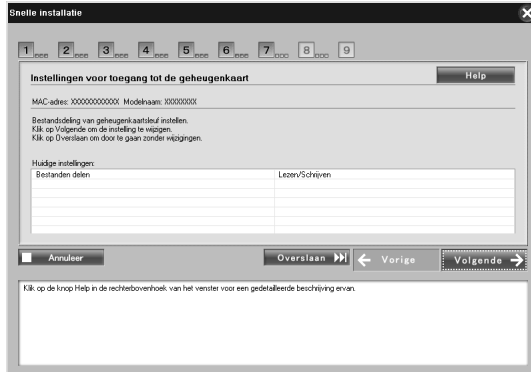 Snelle installatie
1 2 3 4 5 6 7 8 9
Instellingen voor toegang tot de geheugenkaart
Help
MAC-adres: XXXXXXXXXXXX Modelnaam: XXXXXXXX
Bestandsdeling van geheugenkaartsleuf instellen.
Klik op Volgende om de instelling te wijzigen.
Klik op Overslaan om door te gaan zonder wijzigingen.
Huidige instellingen:
Bestanden delen Lezen/Schrijven
Annuleer Overslaan Vorige Volgende
Klik op de knop Help in de rechterbovenhoek van het venster voor een gedetailleerde beschrijving ervan.